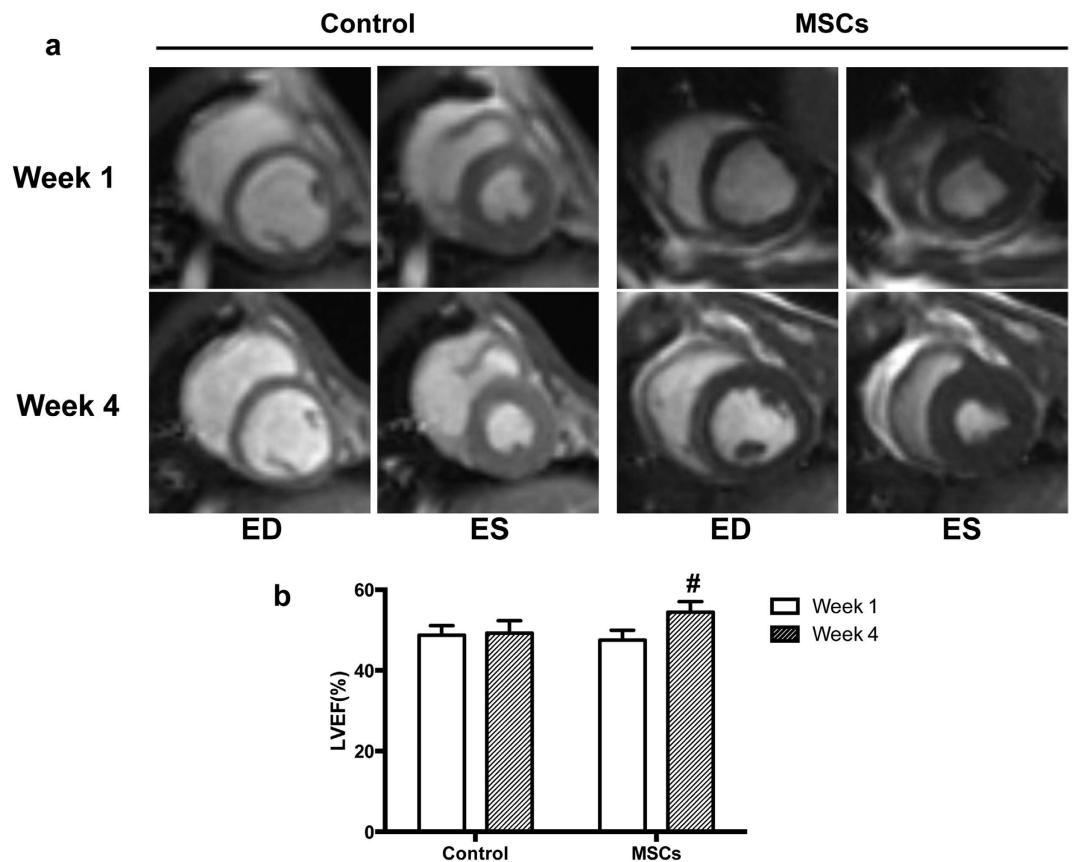 a
Control
MSCs
Week 1
Week 4
ED
ES
ED
ES
b
#
60
40
20
0
LVEF(%)
Control
MSCs
Week 1
Week 4